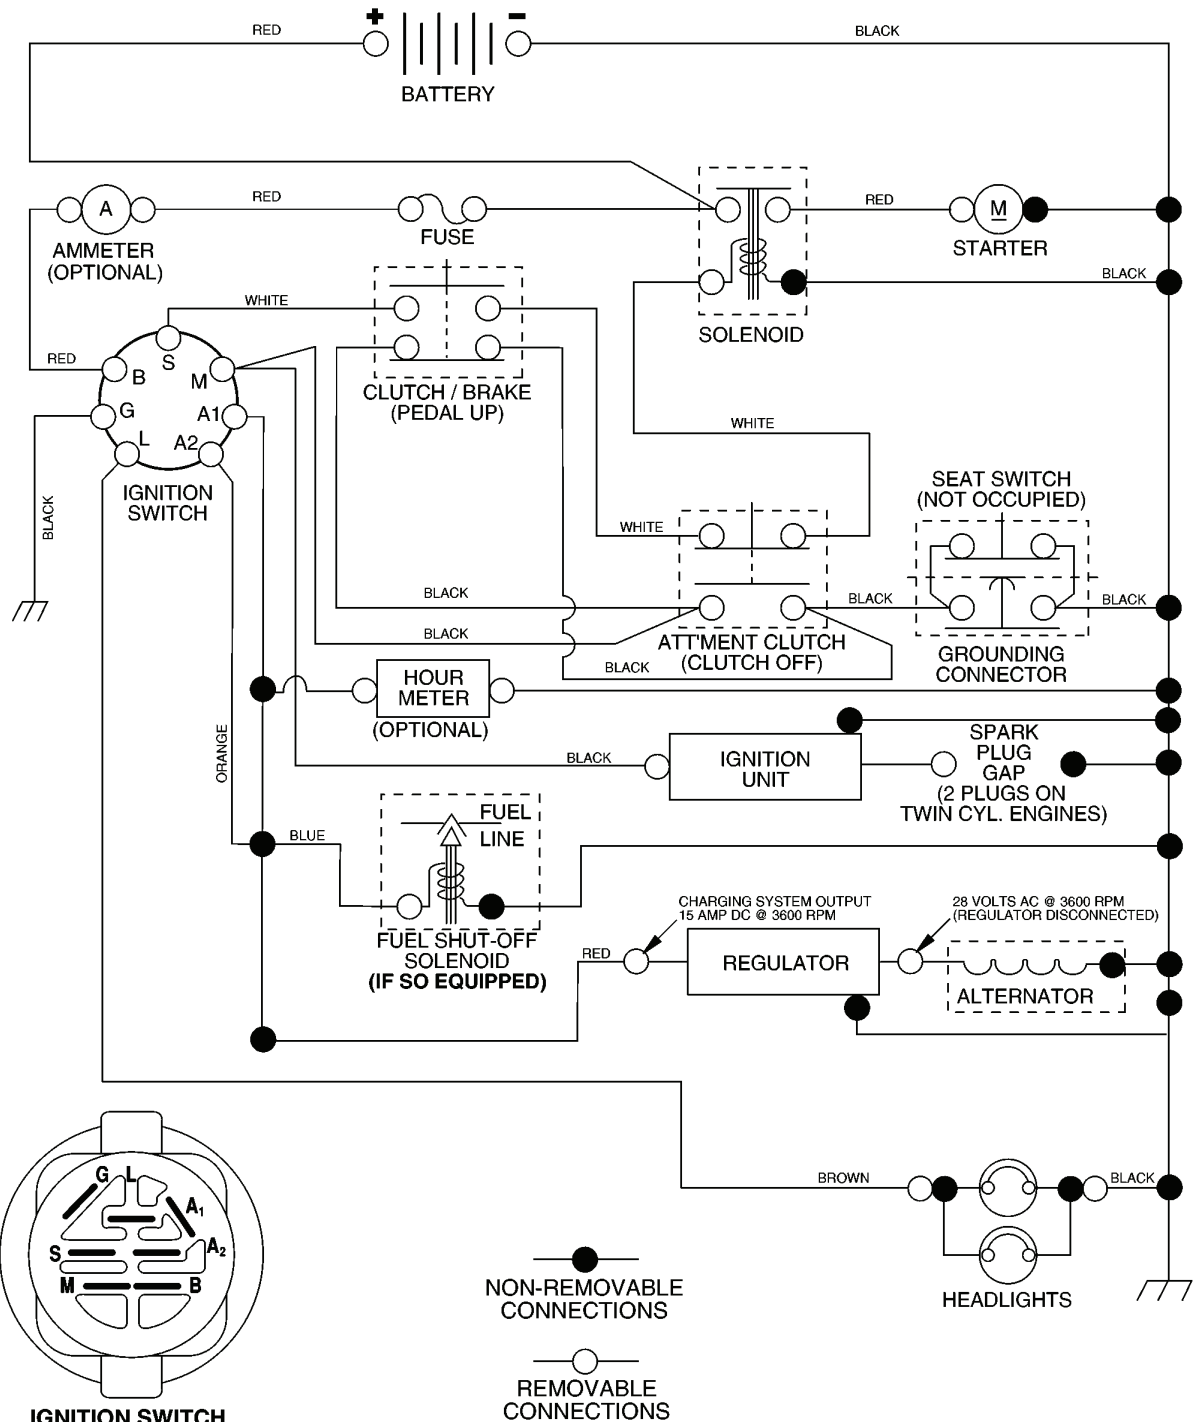 + -
RED
BLACK
BATTERY
RED
A
AMMETER
(OPTIONAL)
FUSE
RED
M
STARTER
BLACK
SOLENOID
WHITE
RED
S
B
M
G
A1
L
A2
IGNITION
SWITCH
CLUTCH / BRAKE
(PEDAL UP)
BLACK
WHITE
WHITE
SEAT SWITCH
(NOT OCCUPIED)
BLACK
BLACK
BLACK
BLACK
BLACK
ATT'MENT CLUTCH
(CLUTCH OFF)
GROUNDING
CONNECTOR
HOUR
METER
(OPTIONAL)
ORANGE
BLACK
IGNITION
UNIT
SPARK
PLUG
GAP
(2 PLUGS ON
TWIN CYL. ENGINES)
BLUE
FUEL
LINE
FUEL SHUT-OFF
SOLENOID
(IF SO EQUIPPED)
CHARGING SYSTEM OUTPUT
15 AMP DC @ 3600 RPM
28 VOLTS AC @ 3600 RPM
(REGULATOR DISCONNECTED)
RED
REGULATOR
ALTERNATOR
BROWN
BLACK
HEADLIGHTS
G L
A1
S
A2
M
B
IGNITION SWITCH
NON-REMOVABLE
CONNECTIONS
REMOVABLE
CONNECTIONS